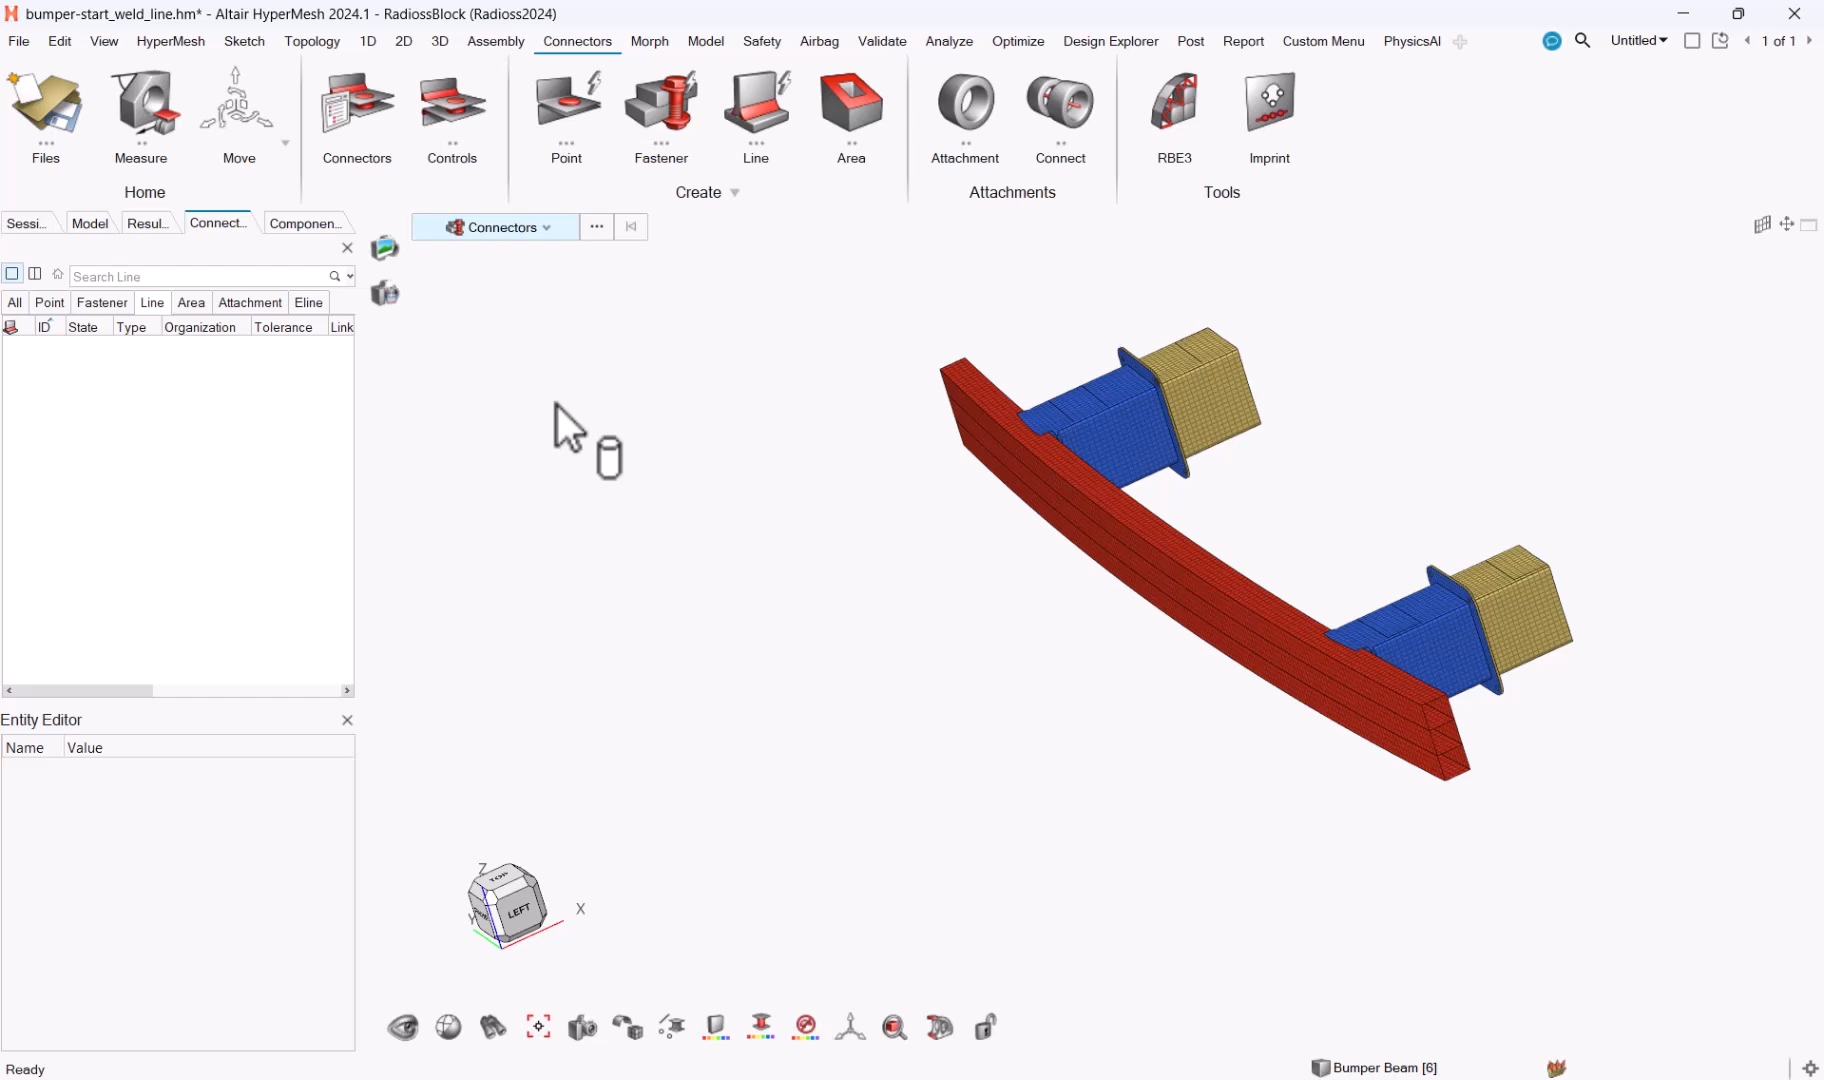 bumper-start_weld_line.hm* - Altair HyperMesh 2024.1 - RadiossBlock (Radioss2024)
File Edit View HyperMesh Sketch Topology 1D 2D 3D Assembly Connectors Morph Model Safety Airbag Validate Analyze Optimize Design Explorer Post Report Custom Menu PhysicsAI Untitled 1 of 1
Files Measure Move Connectors Controls Point Fastener Line Area Attachment Connect RBE3 Imprint
Home Create Attachments Tools
Sessi... Model Resul... Connect... Componen...
Connectors
Search Line
All Point Fastener Line Area Attachment Eline
ID State Type Organization Tolerance Link
Entity Editor
Name Value
Z
TOP
LEFT
X
Y
Ready
Bumper Beam [6]